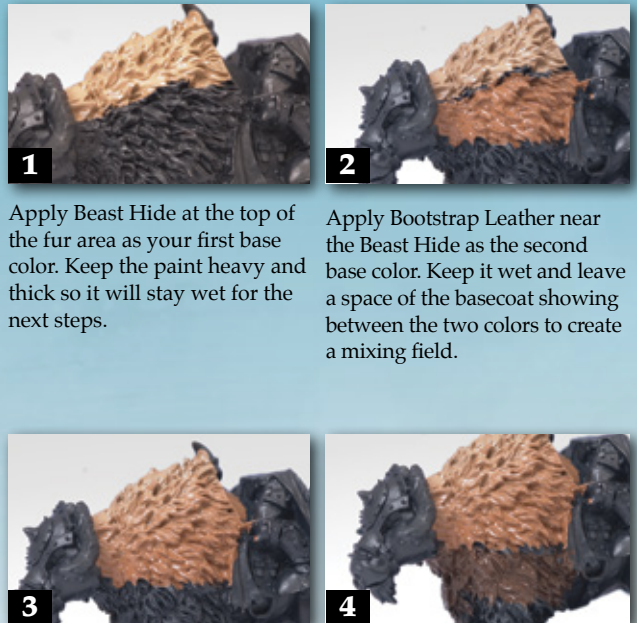 1
Apply Beast Hide at the top of
the fur area as your first base
color. Keep the paint heavy and
thick so it will stay wet for the
next steps.
2
Apply Bootstrap Leather near
the Beast Hide as the second
base color. Keep it wet and leave
a space of the basecoat showing
between the two colors to create
a mixing field.
3
4